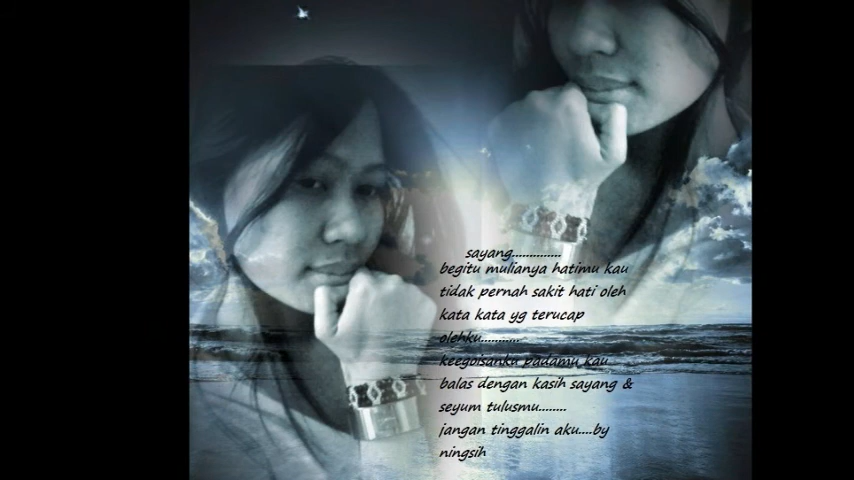 sayang..............
begitu mulianya hatimu kau
tidak pernah sakit hati oleh
kata kata yg terucap
olehku...........
keegoisanku padamu kau
balas dengan kasih sayang &
seyum tulusmu........
jangan tinggalin aku....by
ningsih